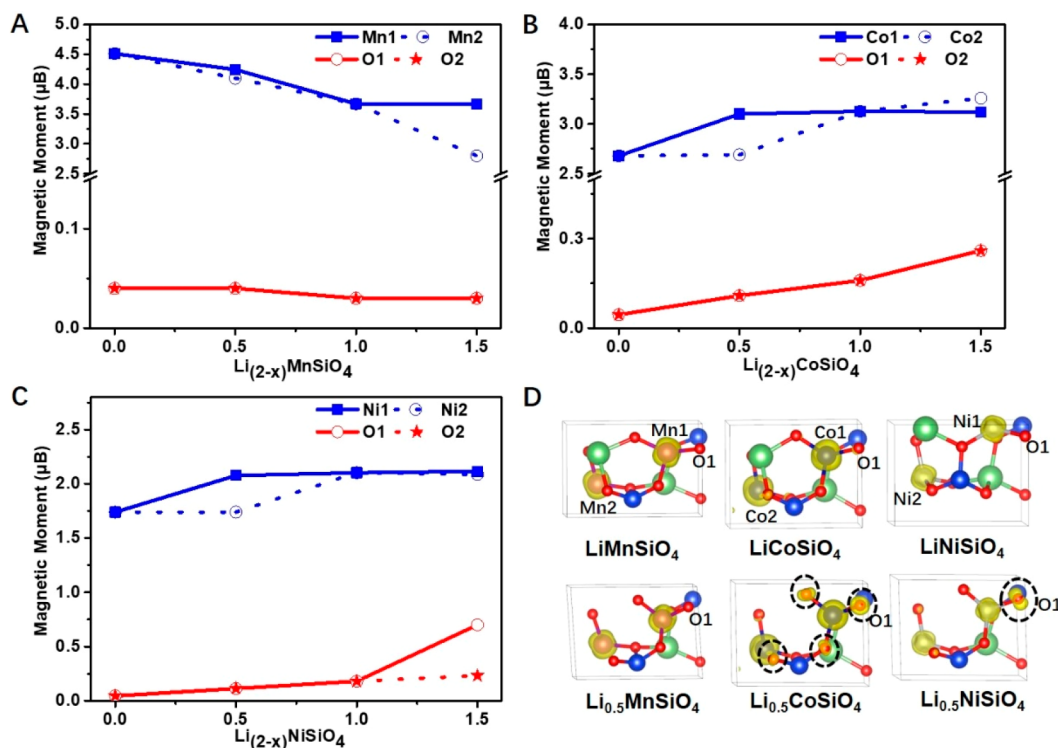 A
Magnetic Moment (μB)
5.0
4.5
4.0
3.5
3.0
2.5
0.1
0.0
Mn1 Mn2
O1 O2
0.0 0.5 1.0 1.5
Li(2-x)MnSiO4
B
Magnetic Moment (μB)
4.0
3.5
3.0
2.5
0.3
0.0
Co1 Co2
O1 O2
0.0 0.5 1.0 1.5
Li(2-x)CoSiO4
C
Magnetic Moment (μB)
2.5
2.0
1.5
1.0
0.5
0.0
Ni1 Ni2
O1 O2
0.0 0.5 1.0 1.5
Li(2-x)NiSiO4
D
Mn1
O1
Mn2
LiMnSiO4
Co1
O1
Co2
LiCoSiO4
Ni1
O1
Ni2
LiNiSiO4
O1
Li0.5MnSiO4
O1
Li0.5CoSiO4
O1
Li0.5NiSiO4